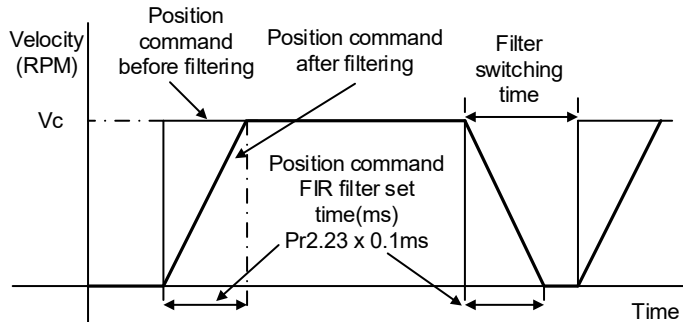 Velocity
(RPM)
Position
command
before filtering
Position command
after filtering
Filter
switching
time
Vc
Position command
FIR filter set
time(ms)
Pr2.23 x 0.1ms
Time